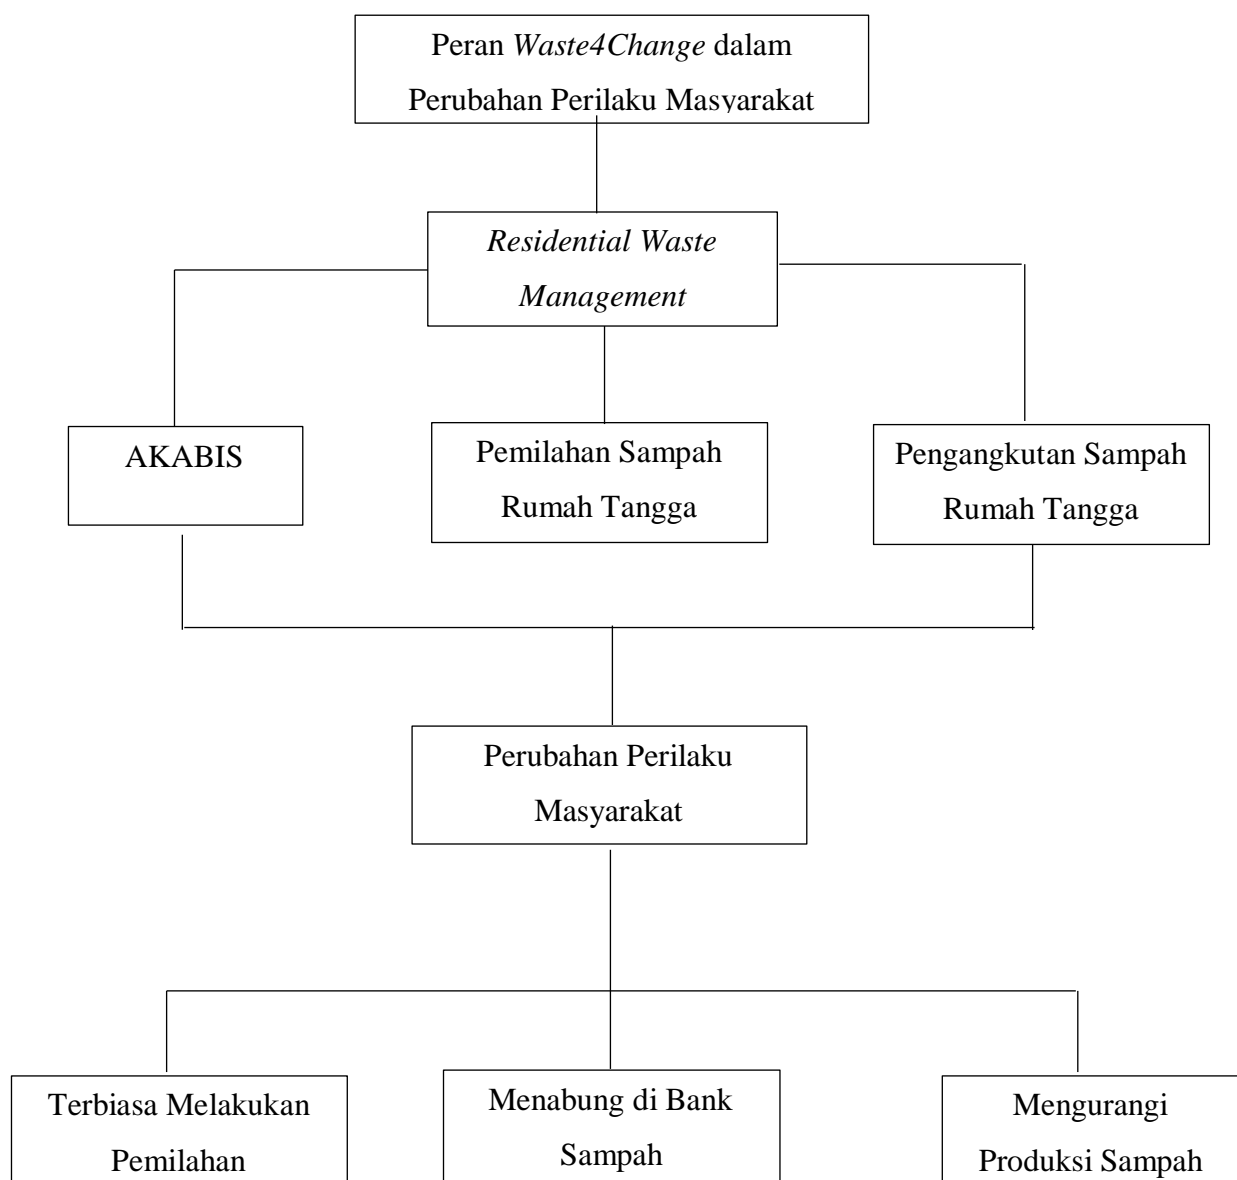 Peran Waste4Change dalam
Perubahan Perilaku Masyarakat
Residential Waste
Management
AKABIS
Pemilahan Sampah
Rumah Tangga
Pengangkutan Sampah
Rumah Tangga
Perubahan Perilaku
Masyarakat
Terbiasa Melakukan
Pemilahan
Menabung di Bank
Sampah
Mengurangi
Produksi Sampah